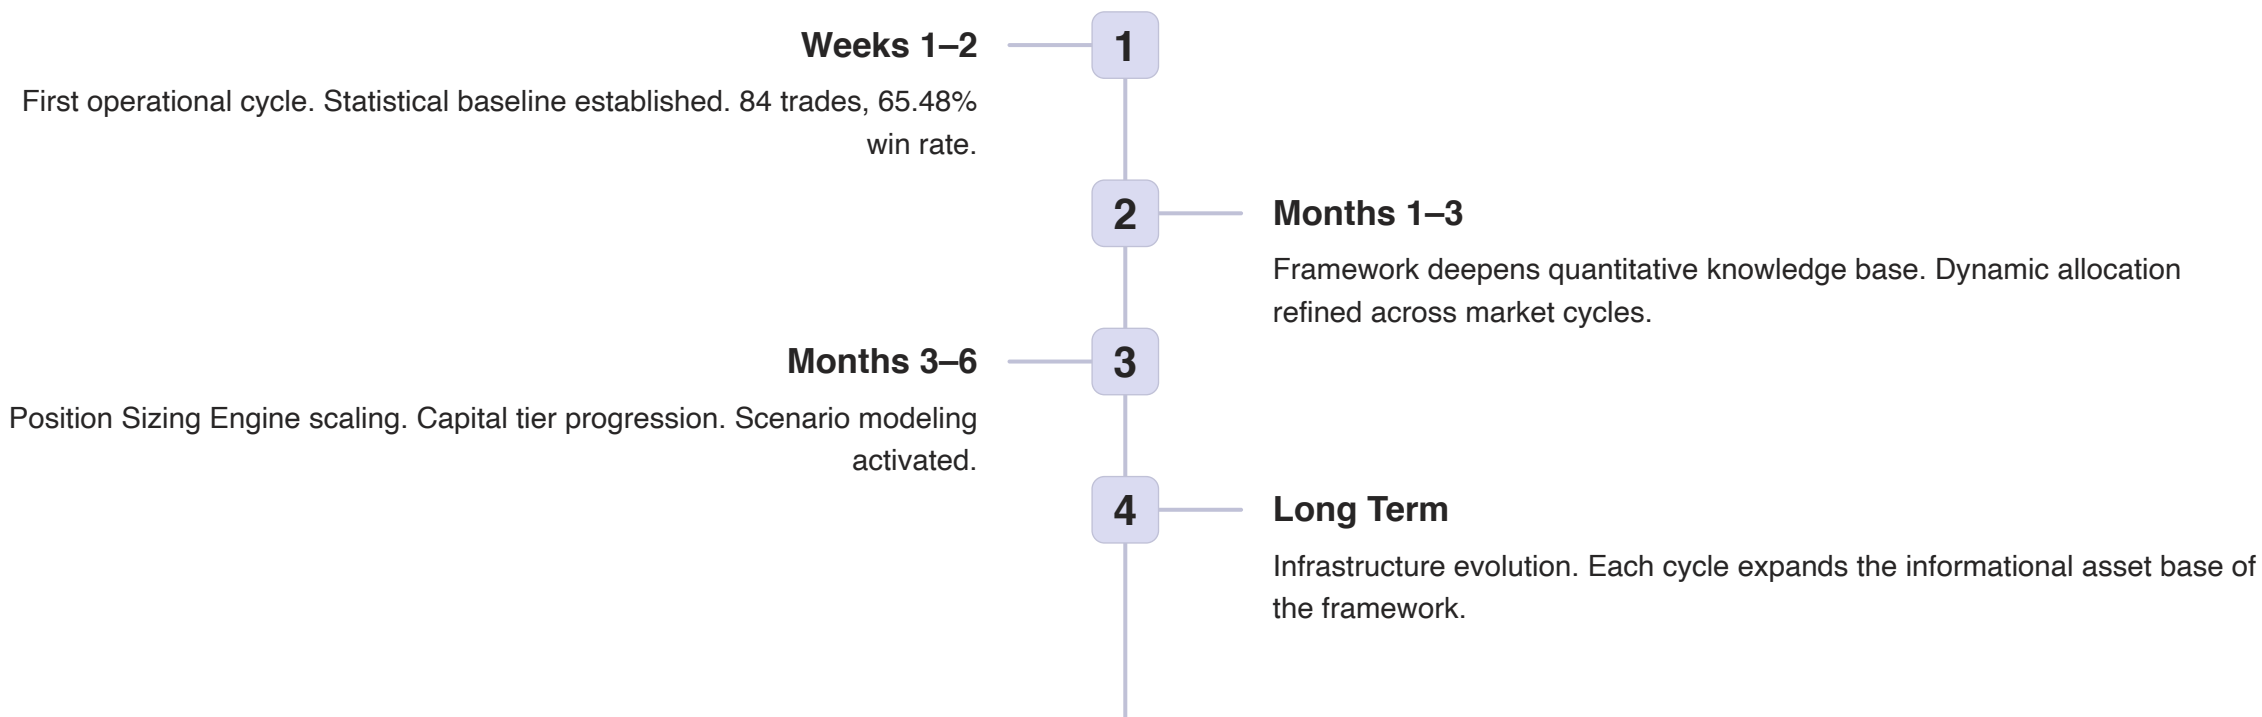 1
Weeks 1–2
First operational cycle. Statistical baseline established. 84 trades, 65.48%
win rate.
2
Months 1–3
Framework deepens quantitative knowledge base. Dynamic allocation
refined across market cycles.
3
Months 3–6
Position Sizing Engine scaling. Capital tier progression. Scenario modeling
activated.
4
Long Term
Infrastructure evolution. Each cycle expands the informational asset base of
the framework.